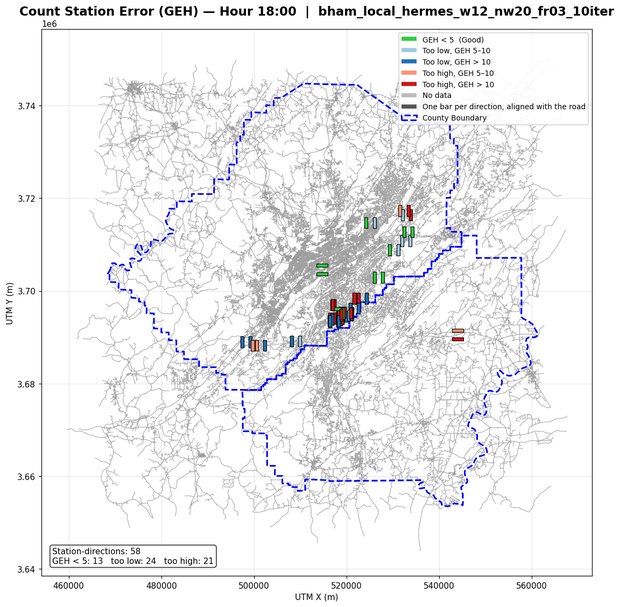 Count Station Error (GEH) — Hour 18:00  |  bham_local_hermes_w12_nw20_fr03_10iter
1e6
GEH < 5  (Good)
Too low, GEH 5–10
Too low, GEH > 10
Too high, GEH 5–10
Too high, GEH > 10
No data
One bar per direction, aligned with the road
County Boundary
3.74
3.72
3.70
3.68
3.66
3.64
UTM Y (m)
Station-directions: 58
GEH < 5: 13   too low: 24   too high: 21
460000 480000 500000 520000 540000 560000
UTM X (m)